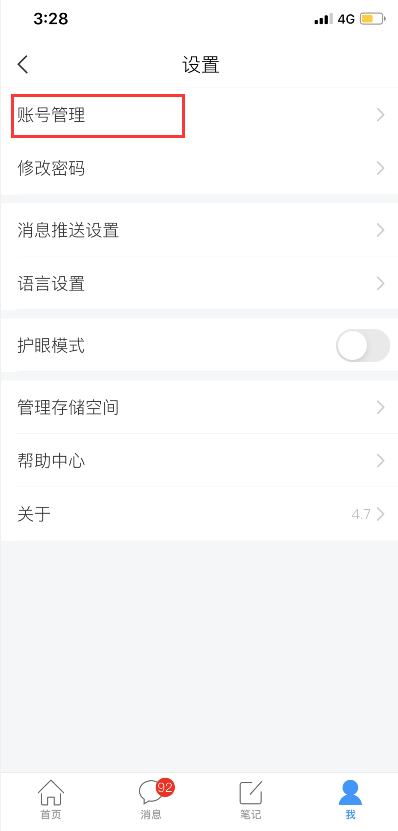 3:28 4G
设置
账号管理
修改密码
消息推送设置
语言设置
护眼模式
管理存储空间
帮助中心
关于 4.7
92
首页 消息 笔记 我